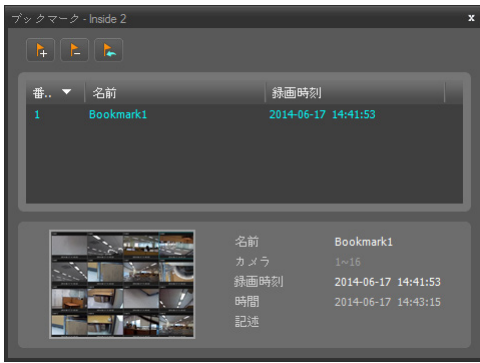 ブックマーク - Inside 2 x
番.. 名前 録画時刻
1 Bookmark1 2014-06-17 14:41:53
名前 Bookmark1
カメラ 1~16
録画時刻 2014-06-17 14:41:53
時間 2014-06-17 14:43:15
記述